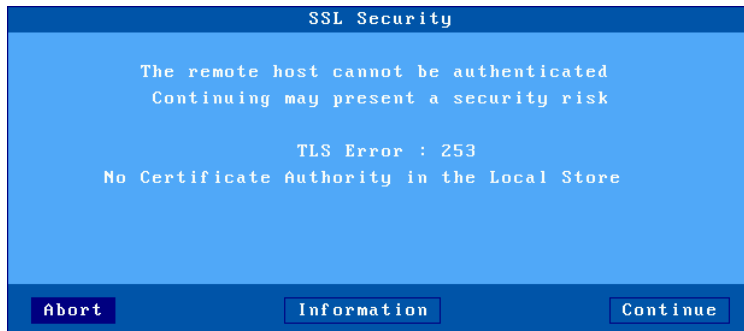 SSL Security
The remote host cannot be authenticated
Continuing may present a security risk
TLS Error : 253
No Certificate Authority in the Local Store
Abort
Information
Continue